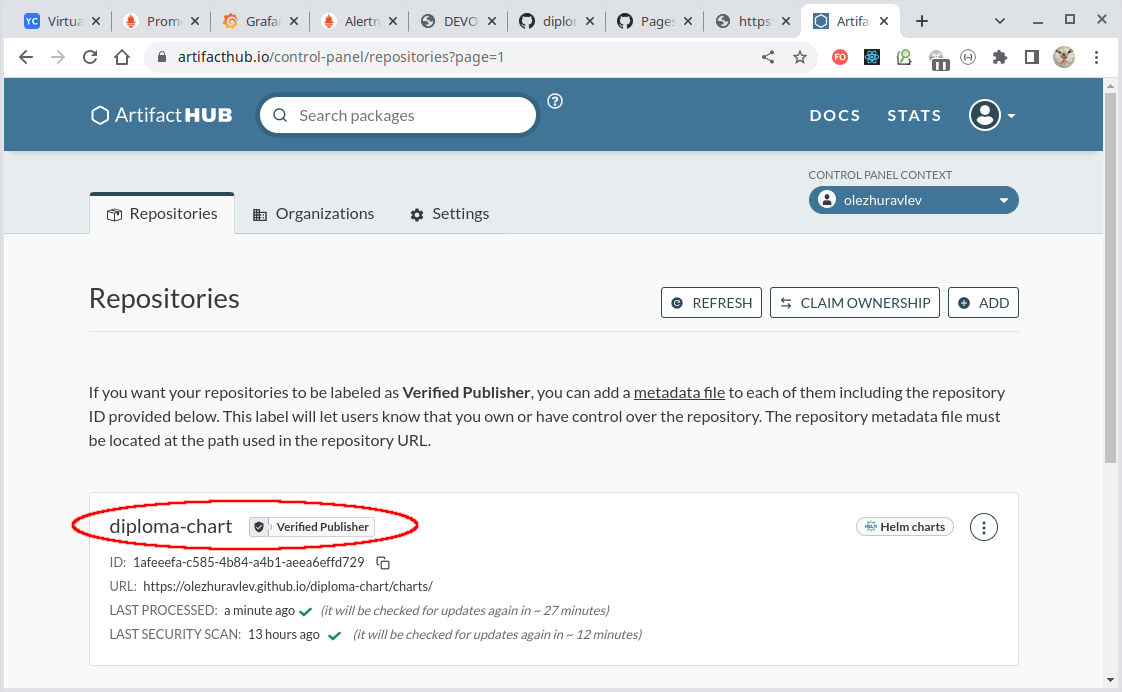 YC Virtua Prom Grafar Alertn DEVO diplor Pages https: Artifac
artifacthub.io/control-panel/repositories?page=1
FO
Artifact HUB
Search packages
DOCS
STATS
CONTROL PANEL CONTEXT
olezhuravlev
Repositories
Organizations
Settings
Repositories
REFRESH
CLAIM OWNERSHIP
ADD
If you want your repositories to be labeled as Verified Publisher, you can add a metadata file to each of them including the repository
ID provided below. This label will let users know that you own or have control over the repository. The repository metadata file must
be located at the path used in the repository URL.
diploma-chart Verified Publisher
Helm charts
ID: 1afeeefa-c585-4b84-a4b1-aeea6effd729
URL: https://olezhuravlev.github.io/diploma-chart/charts/
LAST PROCESSED: a minute ago (it will be checked for updates again in ~ 27 minutes)
LAST SECURITY SCAN: 13 hours ago (it will be checked for updates again in ~ 12 minutes)